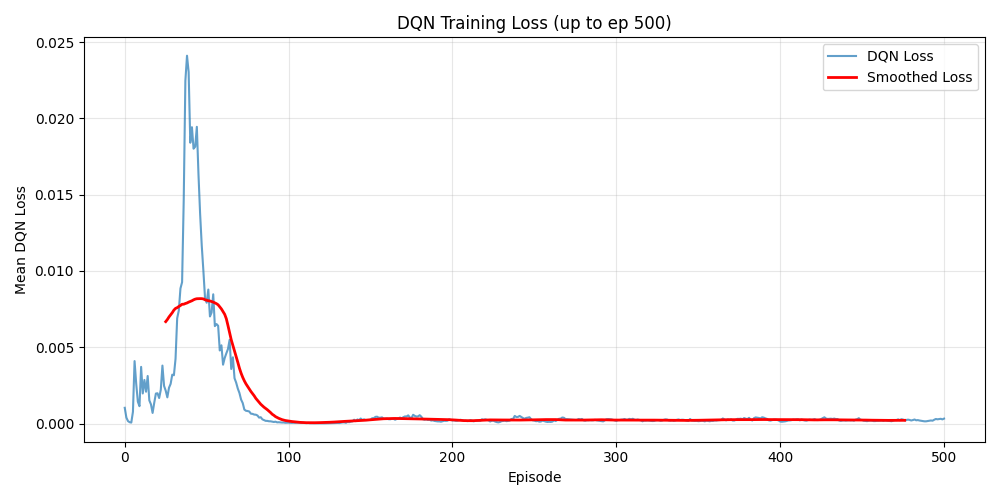 DQN Training Loss (up to ep 500)
DQN Loss
Smoothed Loss
Mean DQN Loss
0.025
0.020
0.015
0.010
0.005
0.000
0
100
200
300
400
500
Episode